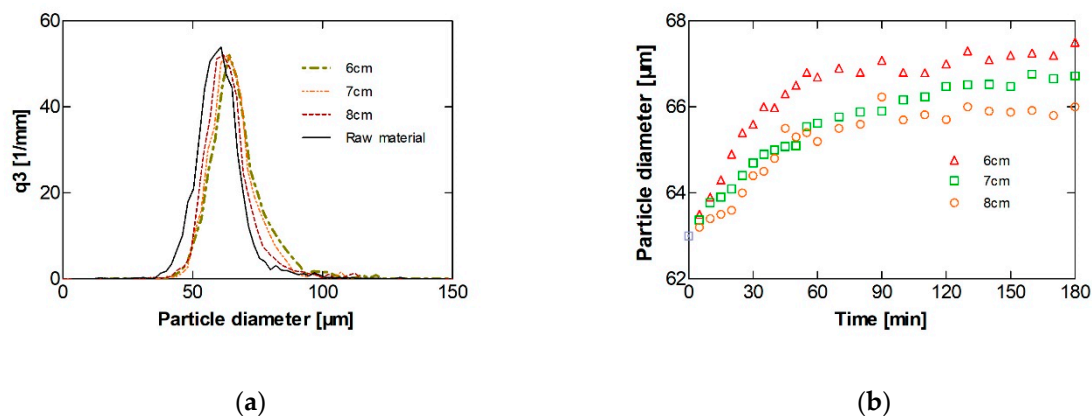 60
40
20
0
q3 [1/mm]
6cm
7cm
8cm
Raw material
0
50
100
150
Particle diameter [µm]
(a)
68
66
64
62
Particle diameter [µm]
6cm
7cm
8cm
0
30
60
90
120
150
180
Time [min]
(b)